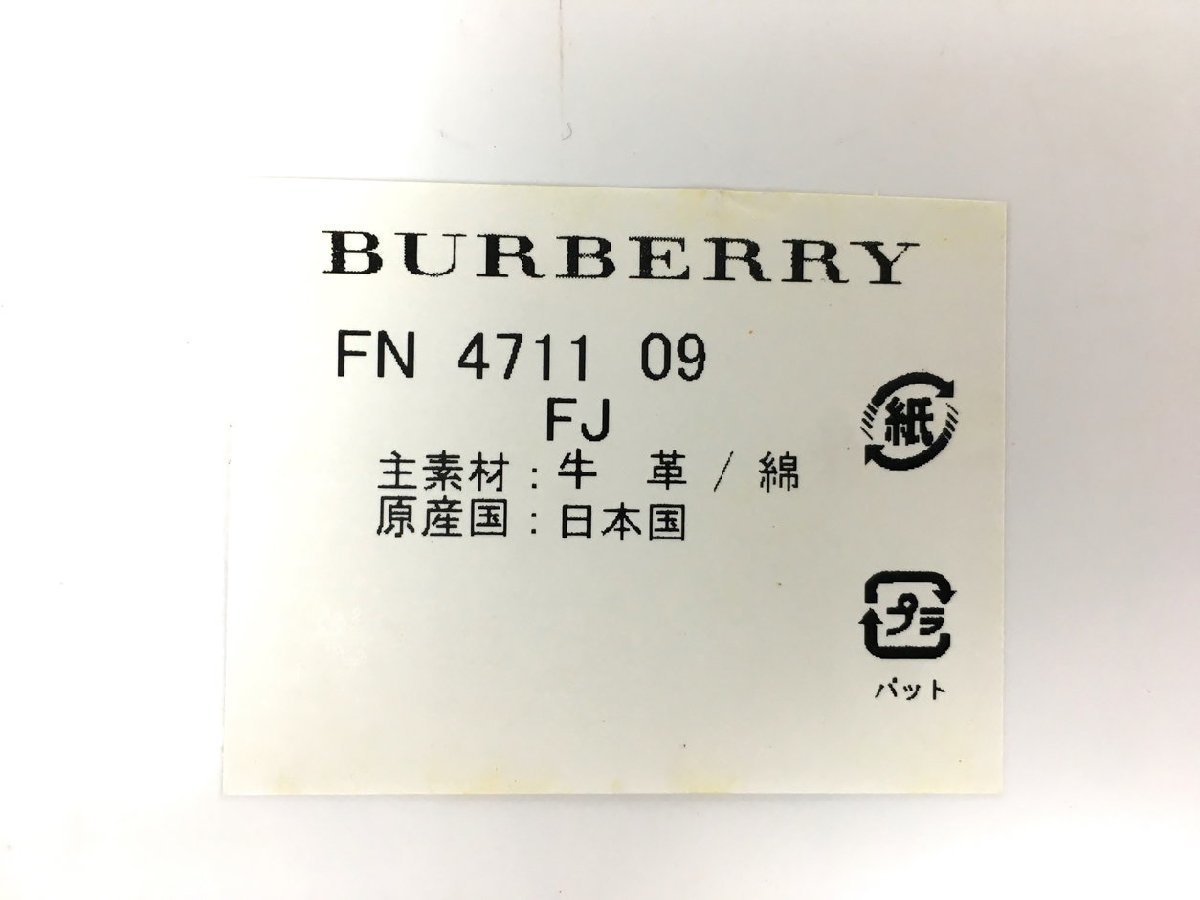 BURBERRY
FN 4711 09
FJ
主素材：牛 革 / 綿
原産国：日本国
紙
プラ
パット